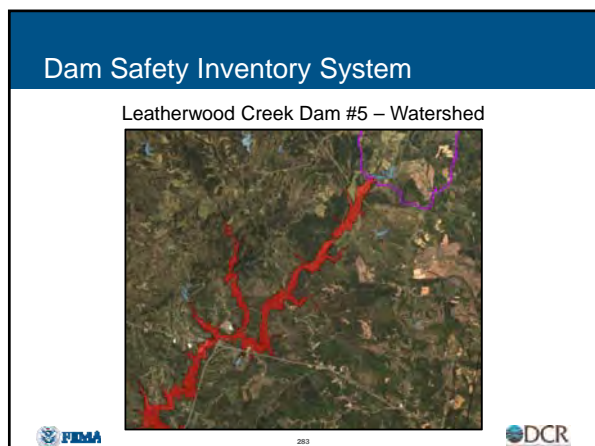 Dam Safety Inventory System
Leatherwood Creek Dam #5 – Watershed
FEMA
283
DCR